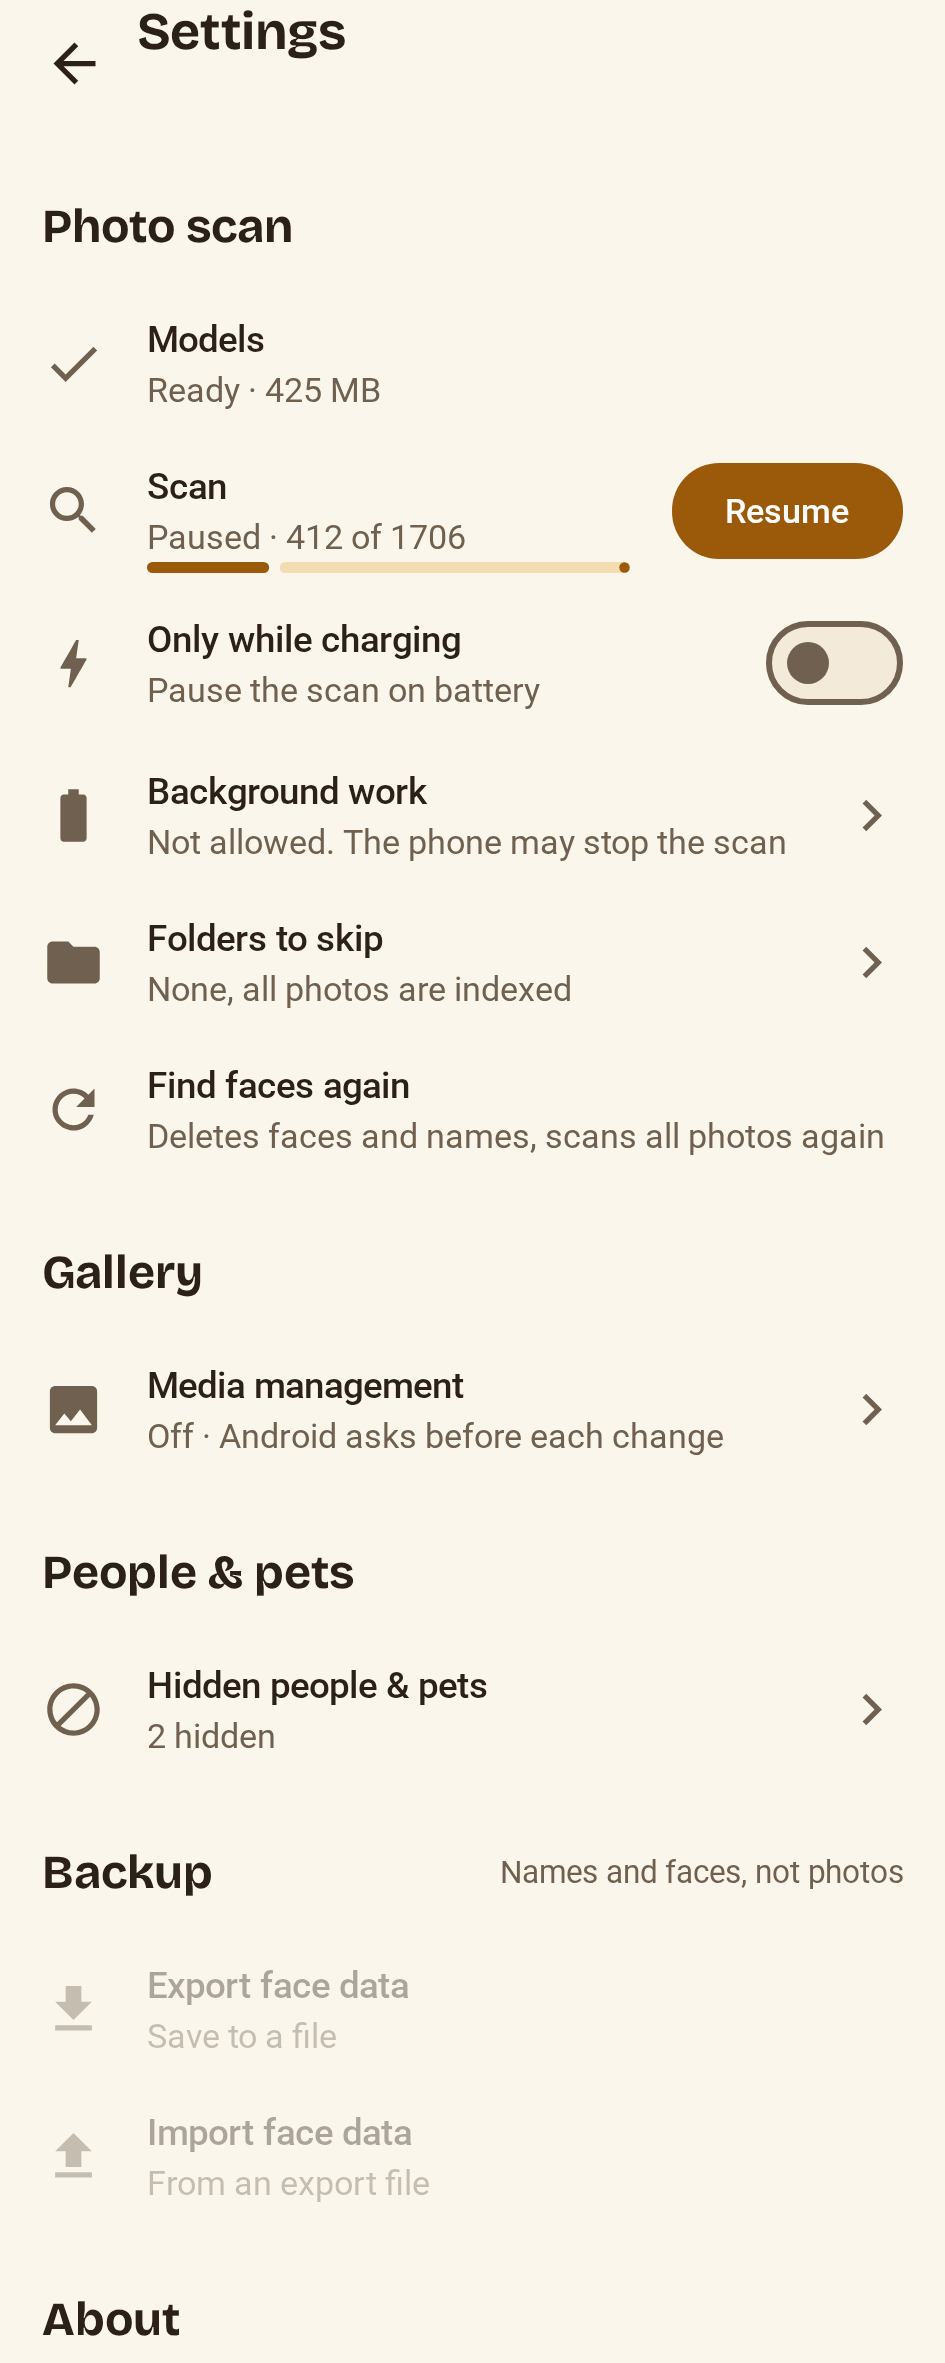 Settings
Photo scan
Models
Ready · 425 MB
Scan
Paused · 412 of 1706
Resume
Only while charging
Pause the scan on battery
Background work
Not allowed. The phone may stop the scan
Folders to skip
None, all photos are indexed
Find faces again
Deletes faces and names, scans all photos again
Gallery
Media management
Off · Android asks before each change
People & pets
Hidden people & pets
2 hidden
Backup
Names and faces, not photos
Export face data
Save to a file
Import face data
From an export file
About